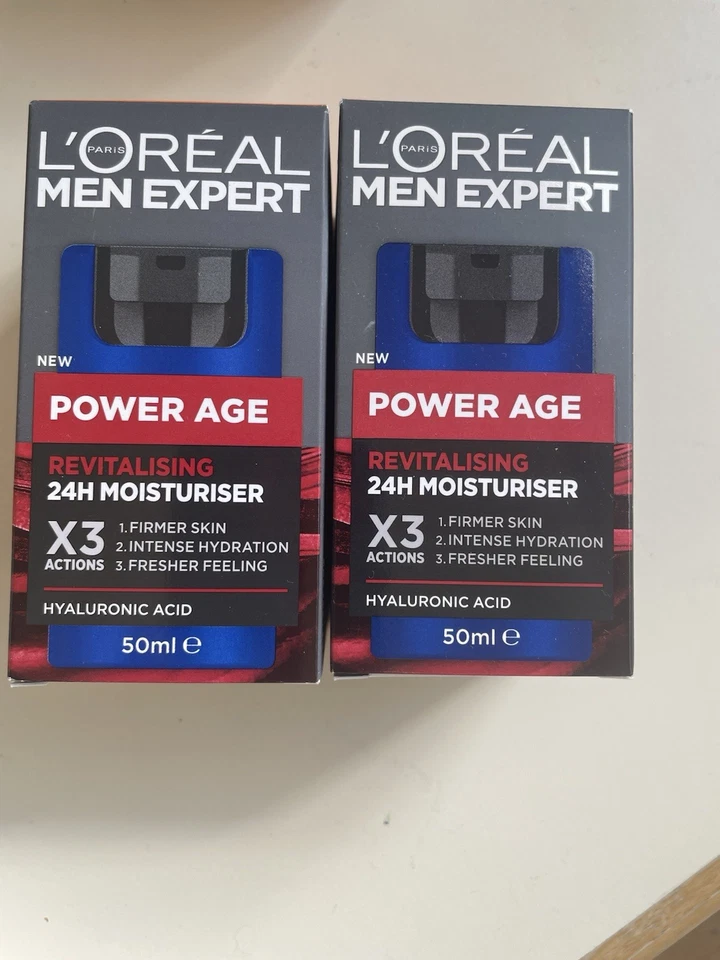 L'ORÉAL
PARIS
MEN EXPERT
NEW
POWER AGE
REVITALISING
24H MOISTURISER
X3
ACTIONS
1.FIRMER SKIN
2.INTENSE HYDRATION
3.FRESHER FEELING
HYALURONIC ACID
50ml ℮
L'ORÉAL
PARIS
MEN EXPERT
NEW
POWER AGE
REVITALISING
24H MOISTURISER
X3
ACTIONS
1.FIRMER SKIN
2.INTENSE HYDRATION
3.FRESHER FEELING
HYALURONIC ACID
50ml ℮